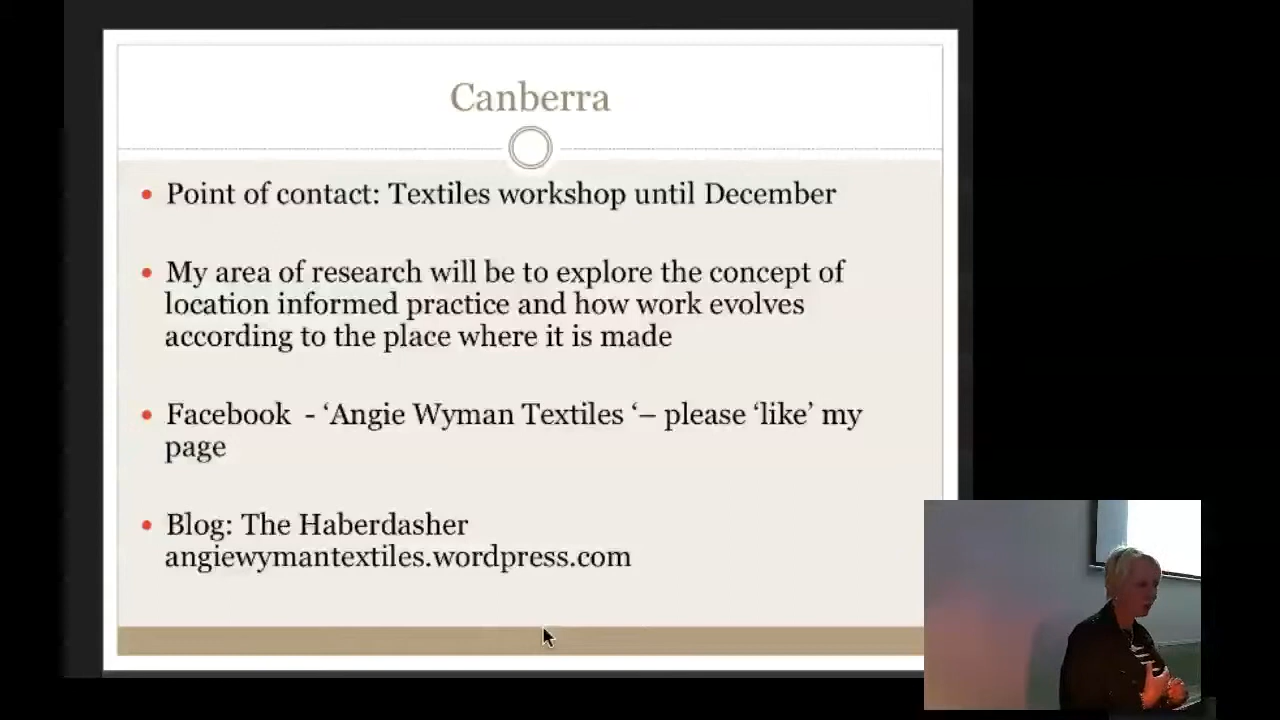 Canberra
Point of contact: Textiles workshop until December
My area of research will be to explore the concept of
location informed practice and how work evolves
according to the place where it is made
Facebook - ‘Angie Wyman Textiles ‘– please ‘like’ my
page
Blog: The Haberdasher
angiewymantextiles.wordpress.com